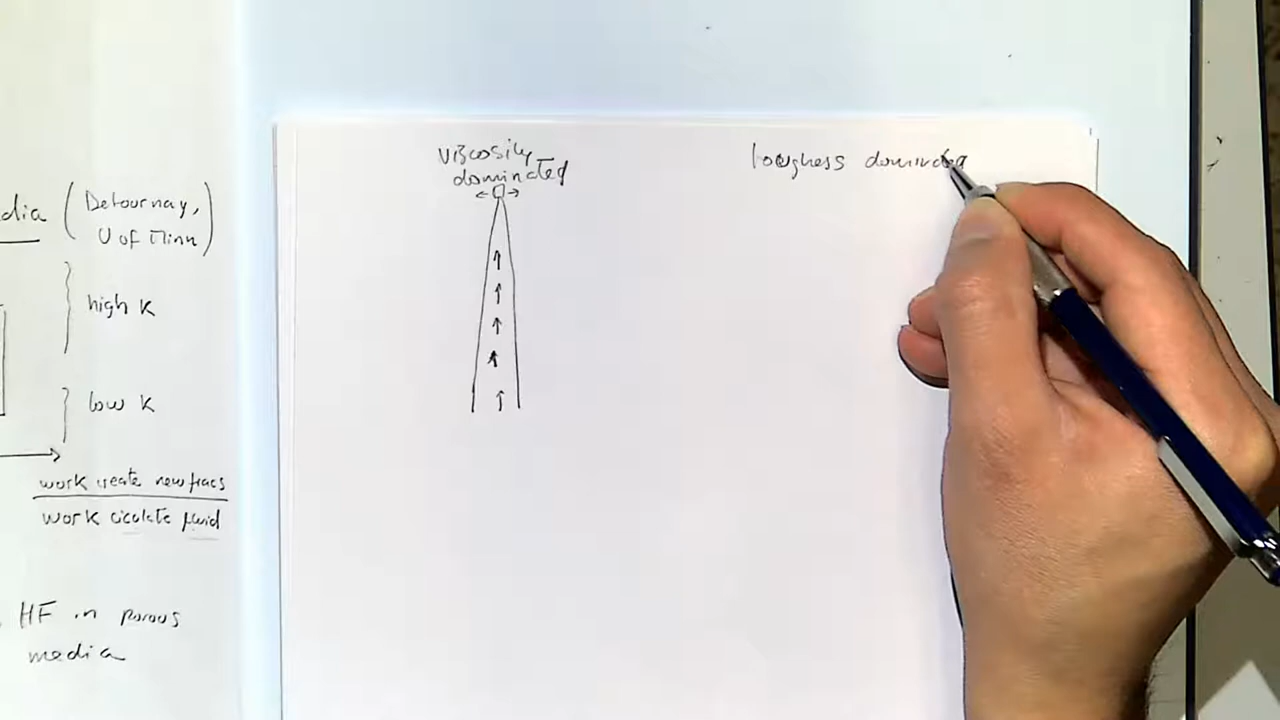 dia (Detournay,
U of Minn)
high K
low K
work create new fracs
work ciculate fluid
HF in porous
media
viscosity
dominated
toughness dominated